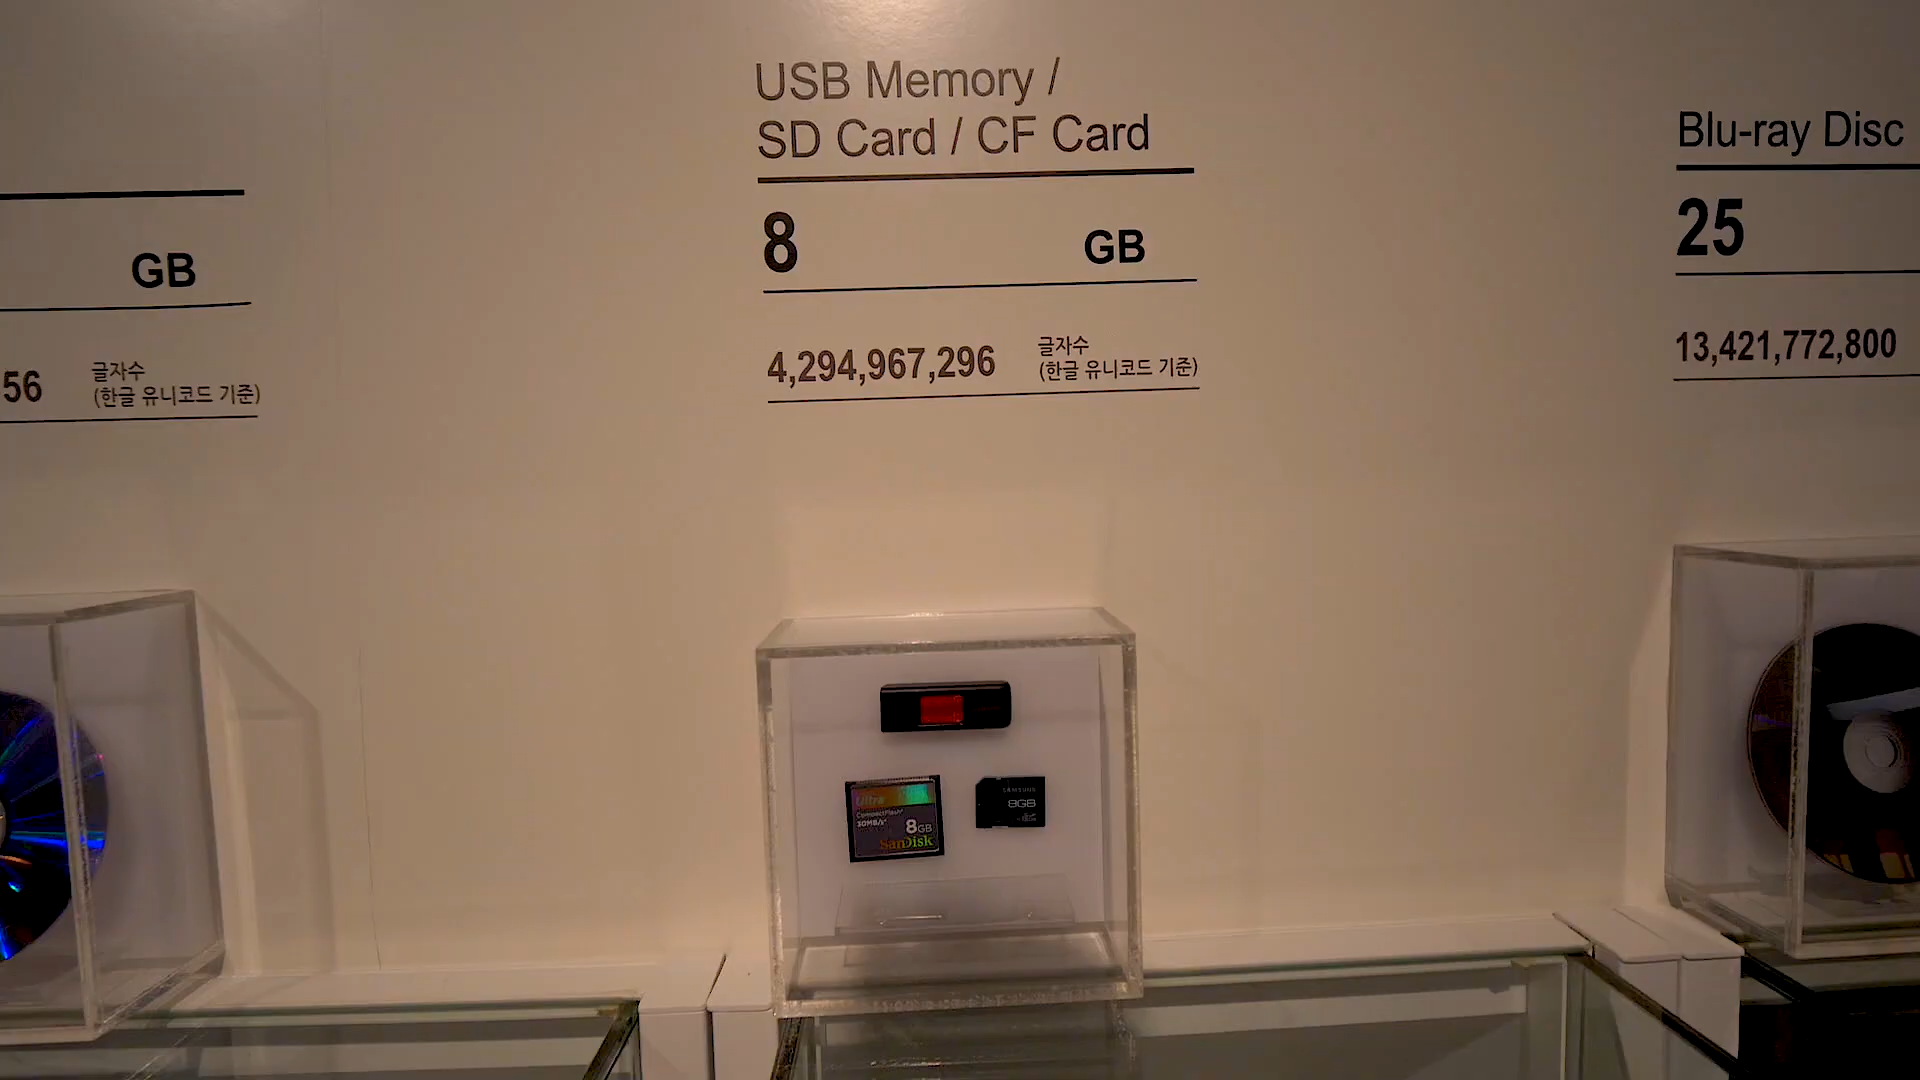 GB
56
글자수
(한글 유니코드 기준)
USB Memory /
SD Card / CF Card
8 GB
4,294,967,296
글자수
(한글 유니코드 기준)
Blu-ray Disc
25
13,421,772,800
Ultra
CompactFlash
30MB/s*
8GB
SanDisk
SAMSUNG
8GB